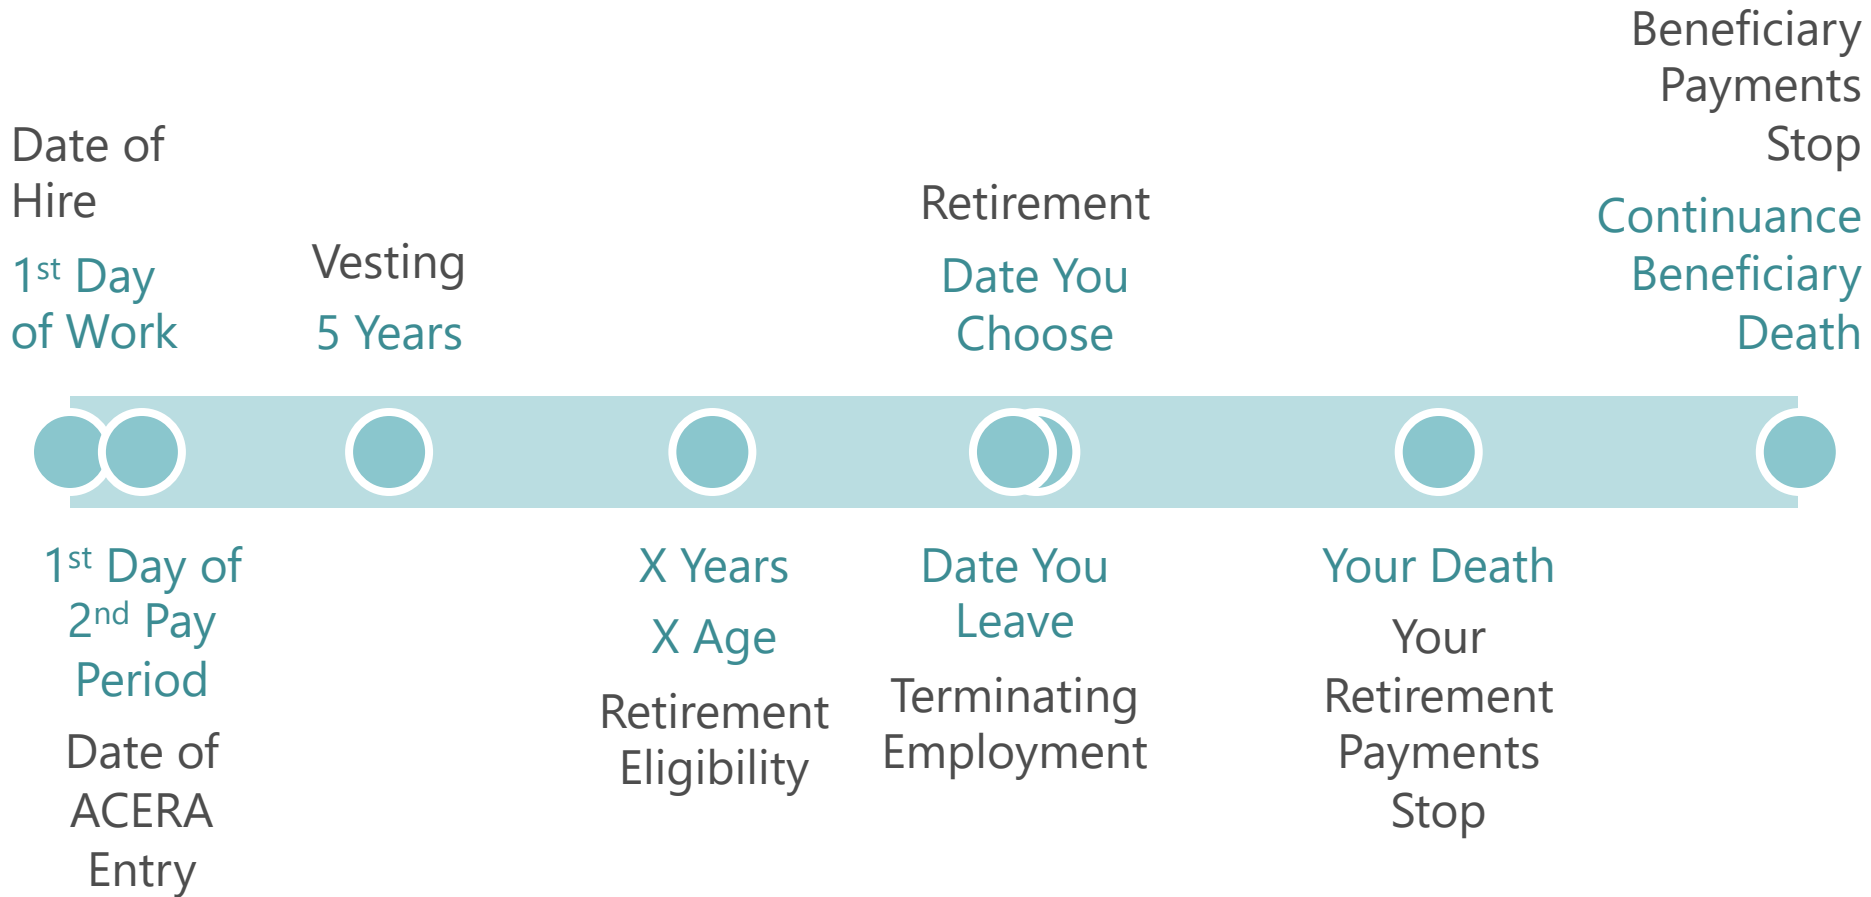 Date of
Hire
1st Day
of Work
Vesting
5 Years
Retirement
Date You
Choose
Beneficiary
Payments
Stop
Continuance
Beneficiary
Death
1st Day of
2nd Pay
Period
Date of
ACERA
Entry
X Years
X Age
Retirement
Eligibility
Date You
Leave
Terminating
Employment
Your Death
Your
Retirement
Payments
Stop